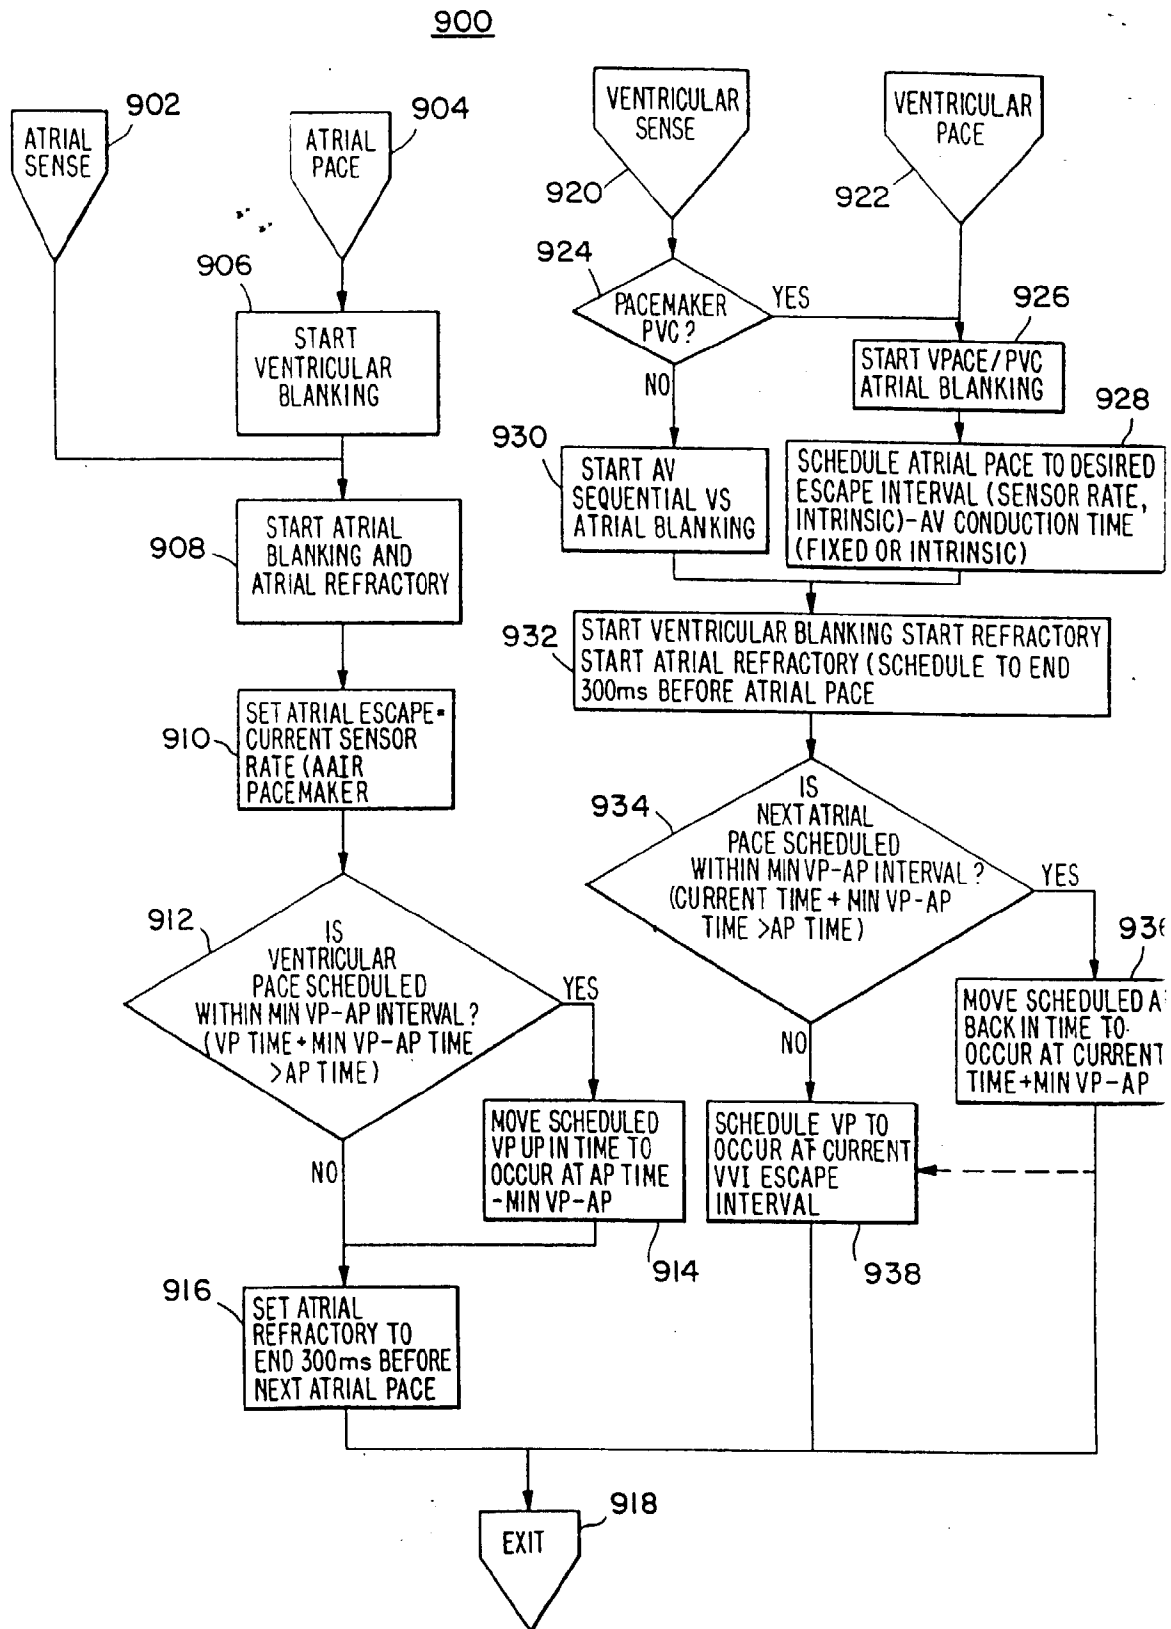 900
902
ATRIAL
SENSE
904
ATRIAL
PACE
906
START
VENTRICULAR
BLANKING
908
START ATRIAL
BLANKING AND
ATRIAL REFRACTORY
910
SET ATRIAL ESCAPE=
CURRENT SENSOR
RATE (AAIR
PACEMAKER
912
IS
VENTRICULAR
PACE SCHEDULED
WITHIN MIN VP-AP INTERVAL?
(VP TIME + MIN VP-AP TIME
>AP TIME)
YES
NO
MOVE SCHEDULED
VP UP IN TIME TO
OCCUR AT AP TIME
-MIN VP-AP
914
916
SET ATRIAL
REFRACTORY TO
END 300ms BEFORE
NEXT ATRIAL PACE
VENTRICULAR
SENSE
920
VENTRICULAR
PACE
922
924
PACEMAKER
PVC?
YES
NO
926
START VPACE/PVC
ATRIAL BLANKING
928
SCHEDULE ATRIAL PACE TO DESIRED
ESCAPE INTERVAL (SENSOR RATE,
INTRINSIC)-AV CONDUCTION TIME
(FIXED OR INTRINSIC)
930
START AV
SEQUENTIAL VS
ATRIAL BLANKING
932
START VENTRICULAR BLANKING START REFRACTORY
START ATRIAL REFRACTORY (SCHEDULE TO END
300ms BEFORE ATRIAL PACE
934
IS
NEXT ATRIAL
PACE SCHEDULED
WITHIN MIN VP-AP INTERVAL?
(CURRENT TIME + MIN VP-AP
TIME >AP TIME)
YES
NO
MOVE SCHEDULED
BACK IN TIME TO
OCCUR AT CURRENT
TIME+MIN VP-AP
SCHEDULE VP TO
OCCUR AT CURRENT
VVI ESCAPE
INTERVAL
938
918
EXIT